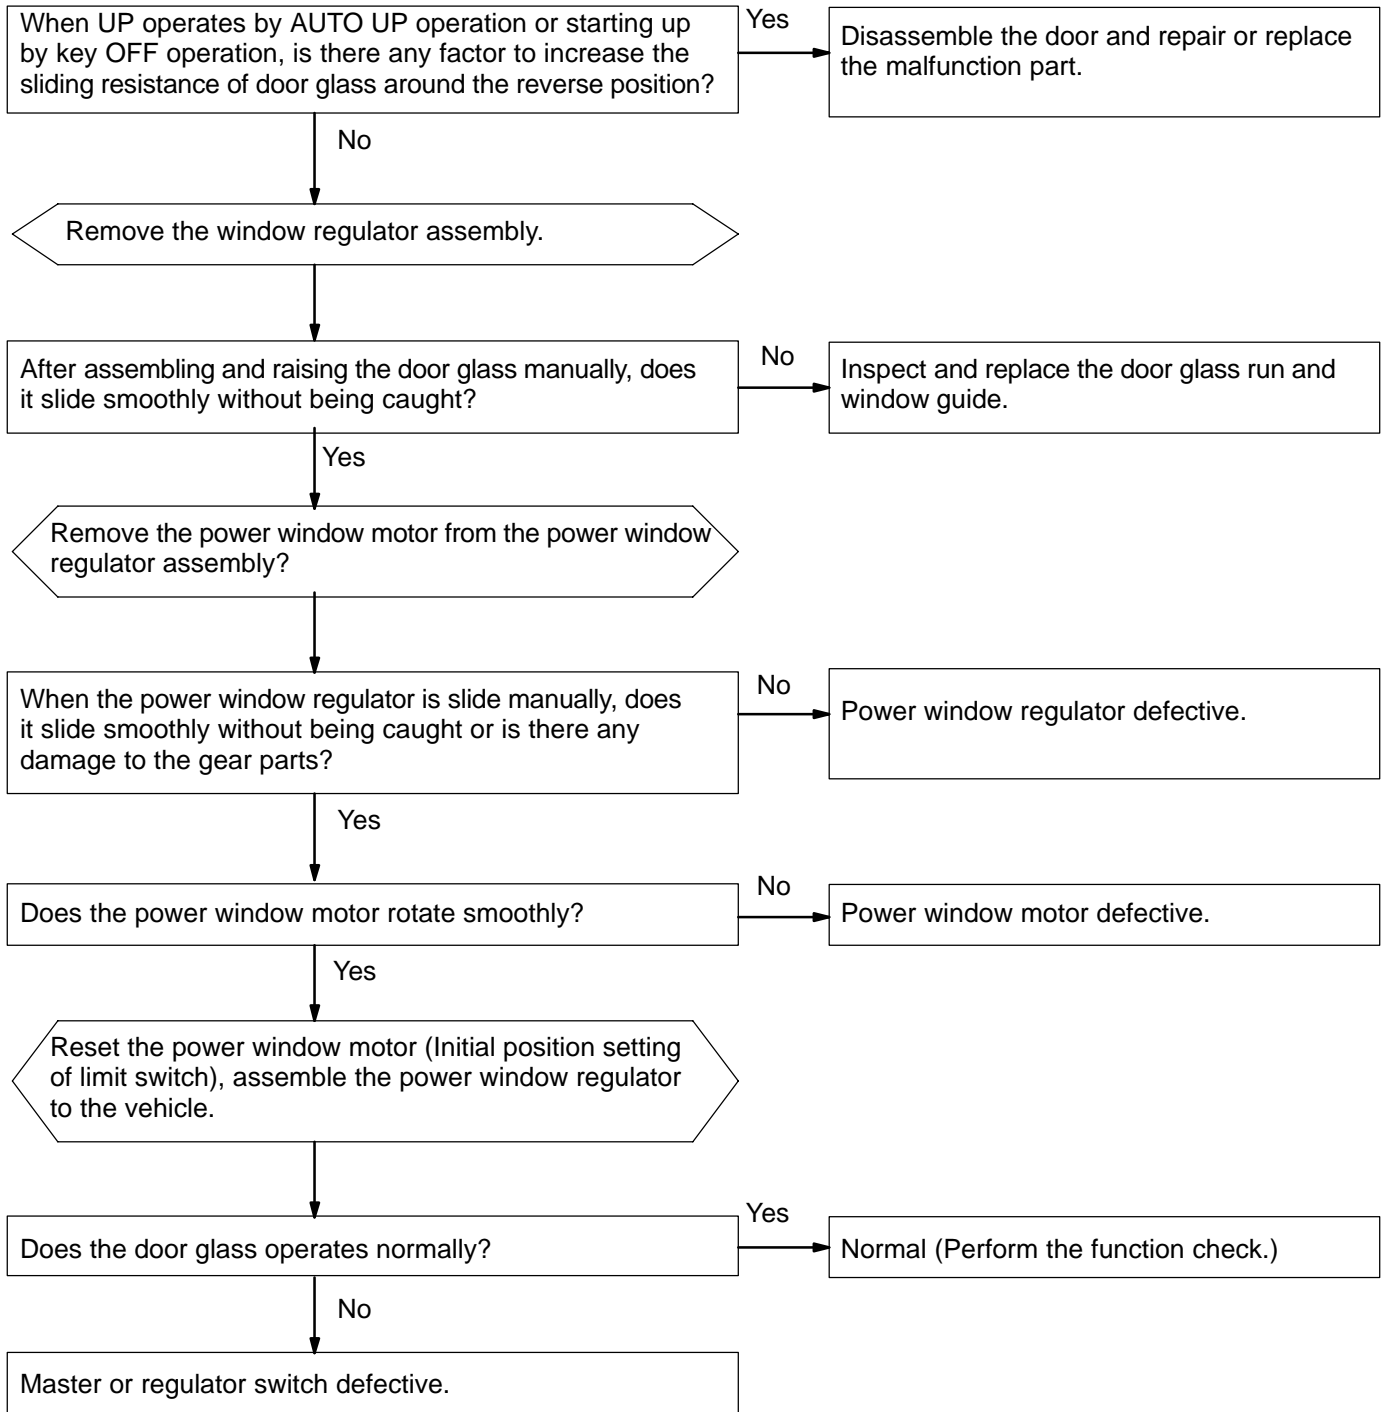 When UP operates by AUTO UP operation or starting up
by key OFF operation, is there any factor to increase the
sliding resistance of door glass around the reverse position?
Yes
Disassemble the door and repair or replace
the malfunction part.
No
Remove the window regulator assembly.
After assembling and raising the door glass manually, does
it slide smoothly without being caught?
No
Inspect and replace the door glass run and
window guide.
Yes
Remove the power window motor from the power window
regulator assembly?
When the power window regulator is slide manually, does
it slide smoothly without being caught or is there any
damage to the gear parts?
No
Power window regulator defective.
Yes
Does the power window motor rotate smoothly?
No
Power window motor defective.
Yes
Reset the power window motor (Initial position setting
of limit switch), assemble the power window regulator
to the vehicle.
Does the door glass operates normally?
Yes
Normal (Perform the function check.)
No
Master or regulator switch defective.